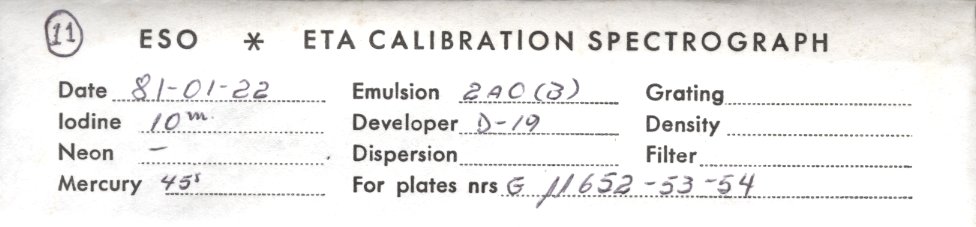 11 ESO * ETA CALIBRATION SPECTROGRAPH
Date 81-01-22 Emulsion 2AO(B) Grating
Iodine 10m. Developer D-19 Density
Neon - Dispersion Filter
Mercury 45s For plates nrs G 11652-53-54